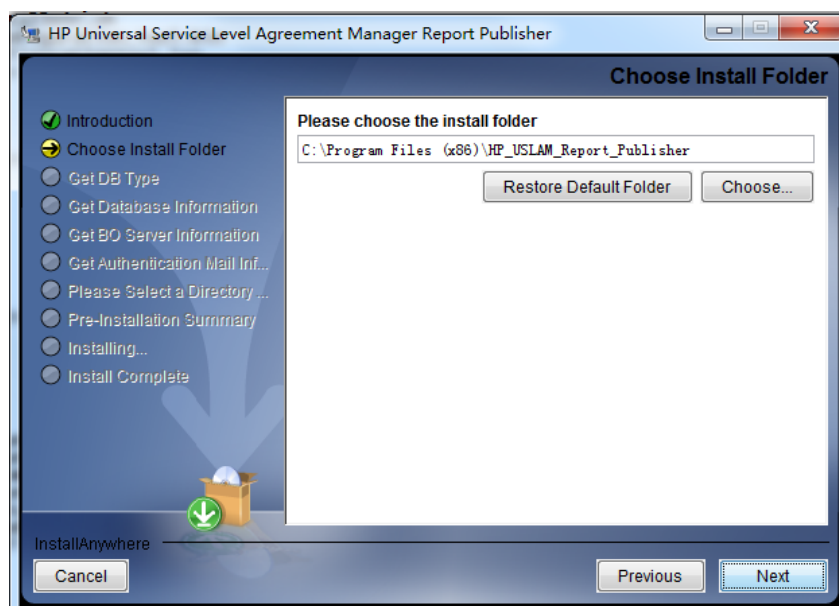 HP Universal Service Level Agreement Manager Report Publisher
Choose Install Folder
Introduction
Choose Install Folder
Get DB Type
Get Database Information
Get BO Server Information
Get Authentication Mail Inf...
Please Select a Directory ...
Pre-Installation Summary
Installing...
Install Complete
Please choose the install folder
C:\Program Files (x86)\HP_USLAM_Report_Publisher
Restore Default Folder
Choose...
InstallAnywhere
Cancel
Previous
Next